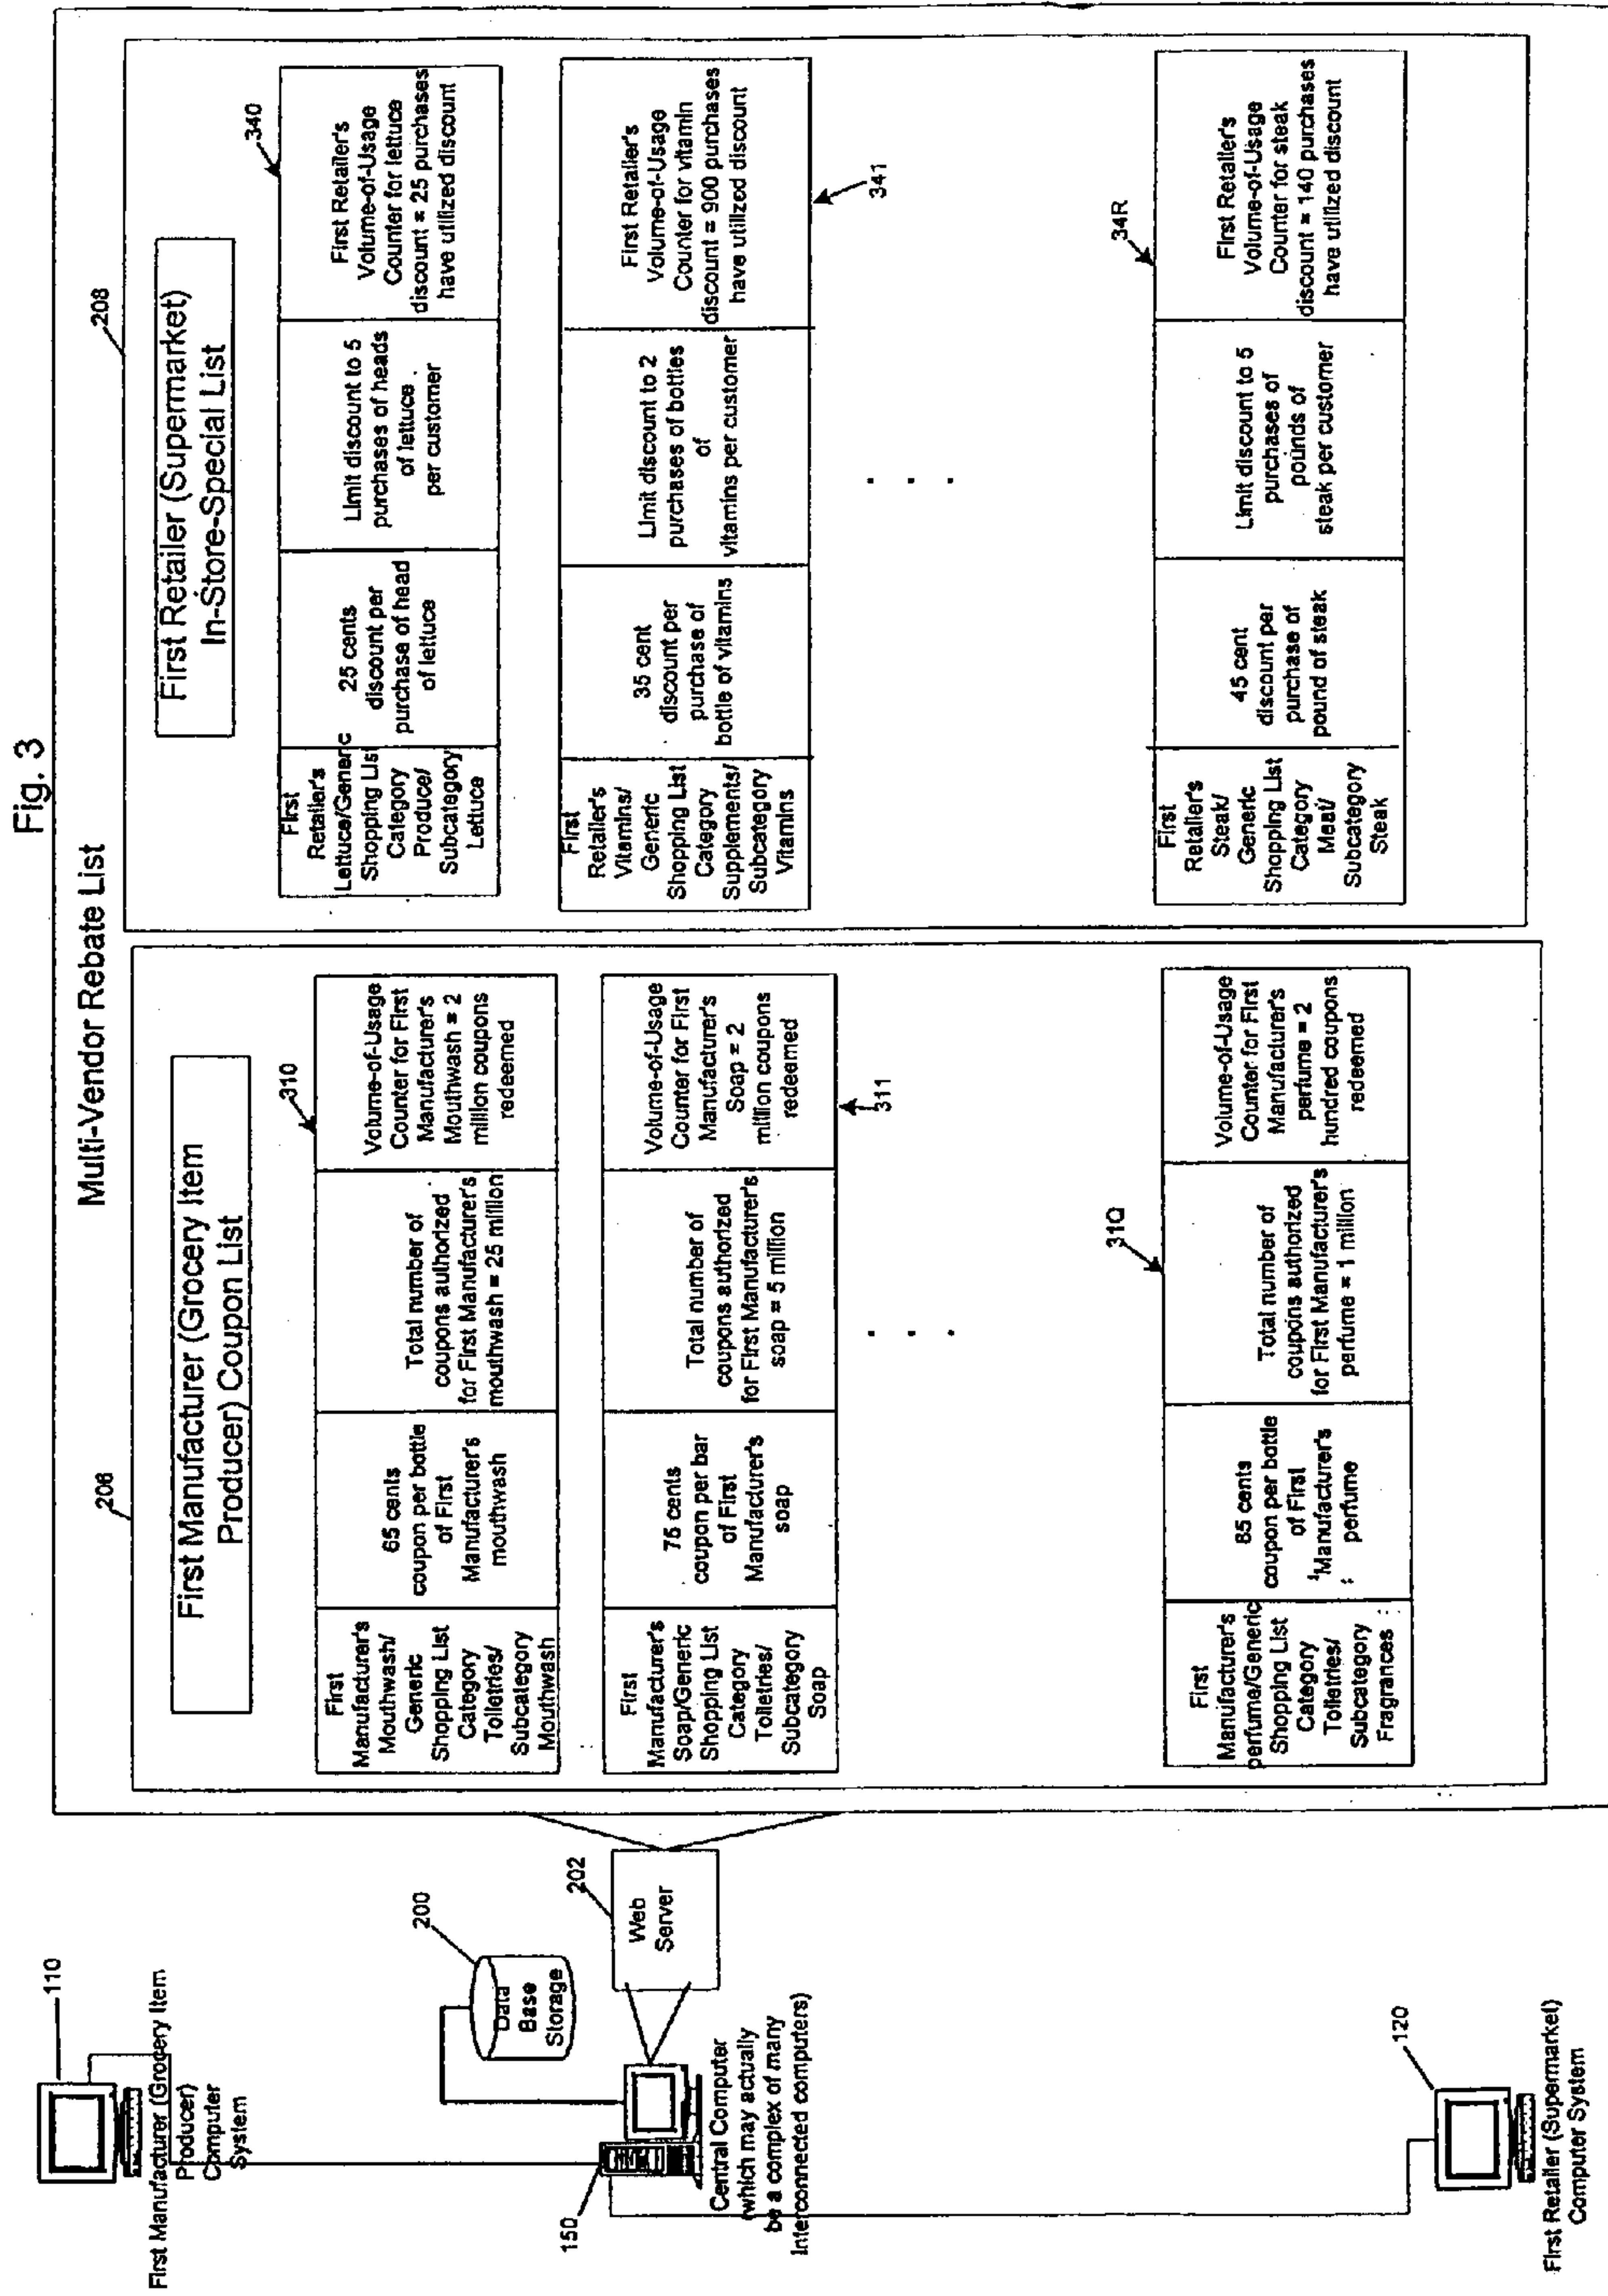 Fig. 3
110
First Manufacturer (Grocery Item
Producer)
Computer
System
200
Data
Base
Storage
202
Web
Server
150
Central Computer
(which may actually
be a complex of many
Interconnected computers)
120
First Retailer (Supermarket)
Computer System
Multi-Vendor Rebate List
206
First Manufacturer (Grocery Item
Producer) Coupon List
310
First
Manufacturer's
Mouthwash/
Generic
Shopping List
Category
Toiletries/
Subcategory
Mouthwash
65 cents
coupon per bottle
of First
Manufacturer's
mouthwash
Total number of
coupons authorized
for First Manufacturer's
mouthwash = 25 million
Volume-of-Usage
Counter for First
Manufacturer's
Mouthwash = 2
million coupons
redeemed
First
Manufacturer's
Soap/Generic
Shopping List
Category
Toiletries/
Subcategory
Soap
75 cents
coupon per bar
of First
Manufacturer's
soap
Total number of
coupons authorized
for First Manufacturer's
soap = 5 million
Volume-of-Usage
Counter for First
Manufacturer's
Soap = 2
million coupons
redeemed
311
. . .
31Q
First
Manufacturer's
perfume/Generic
Shopping List
Category
Toiletries/
Subcategory
Fragrances
85 cents
coupon per bottle
of First
Manufacturer's
perfume
Total number of
coupons authorized
for First Manufacturer's
perfume = 1 million
Volume-of-Usage
Counter for First
Manufacturer's
perfume = 2
hundred coupons
redeemed
208
First Retailer (Supermarket)
In-Store-Special List
340
First
Retailer's
Lettuce/Generic
Shopping List
Category
Produce/
Subcategory
Lettuce
25 cents
discount per
purchase of head
of lettuce
Limit discount to 5
purchases of heads
of lettuce
per customer
First Retailer's
Volume-of-Usage
Counter for lettuce
discount = 25 purchases
have utilized discount
First
Retailer's
Vitamins/
Generic
Shopping List
Category
Supplements/
Subcategory
Vitamins
35 cent
discount per
purchase of
bottle of vitamins
Limit discount to 2
purchases of bottles
of
vitamins per customer
First Retailer's
Volume-of-Usage
Counter for vitamin
discount = 900 purchases
have utilized discount
341
. . .
34R
First
Retailer's
Steak/
Generic
Shopping List
Category
Meat/
Subcategory
Steak
45 cent
discount per
purchase of
pound of steak
Limit discount to 5
purchases of
pounds of
steak per customer
First Retailer's
Volume-of-Usage
Counter for steak
discount = 140 purchases
have utilized discount